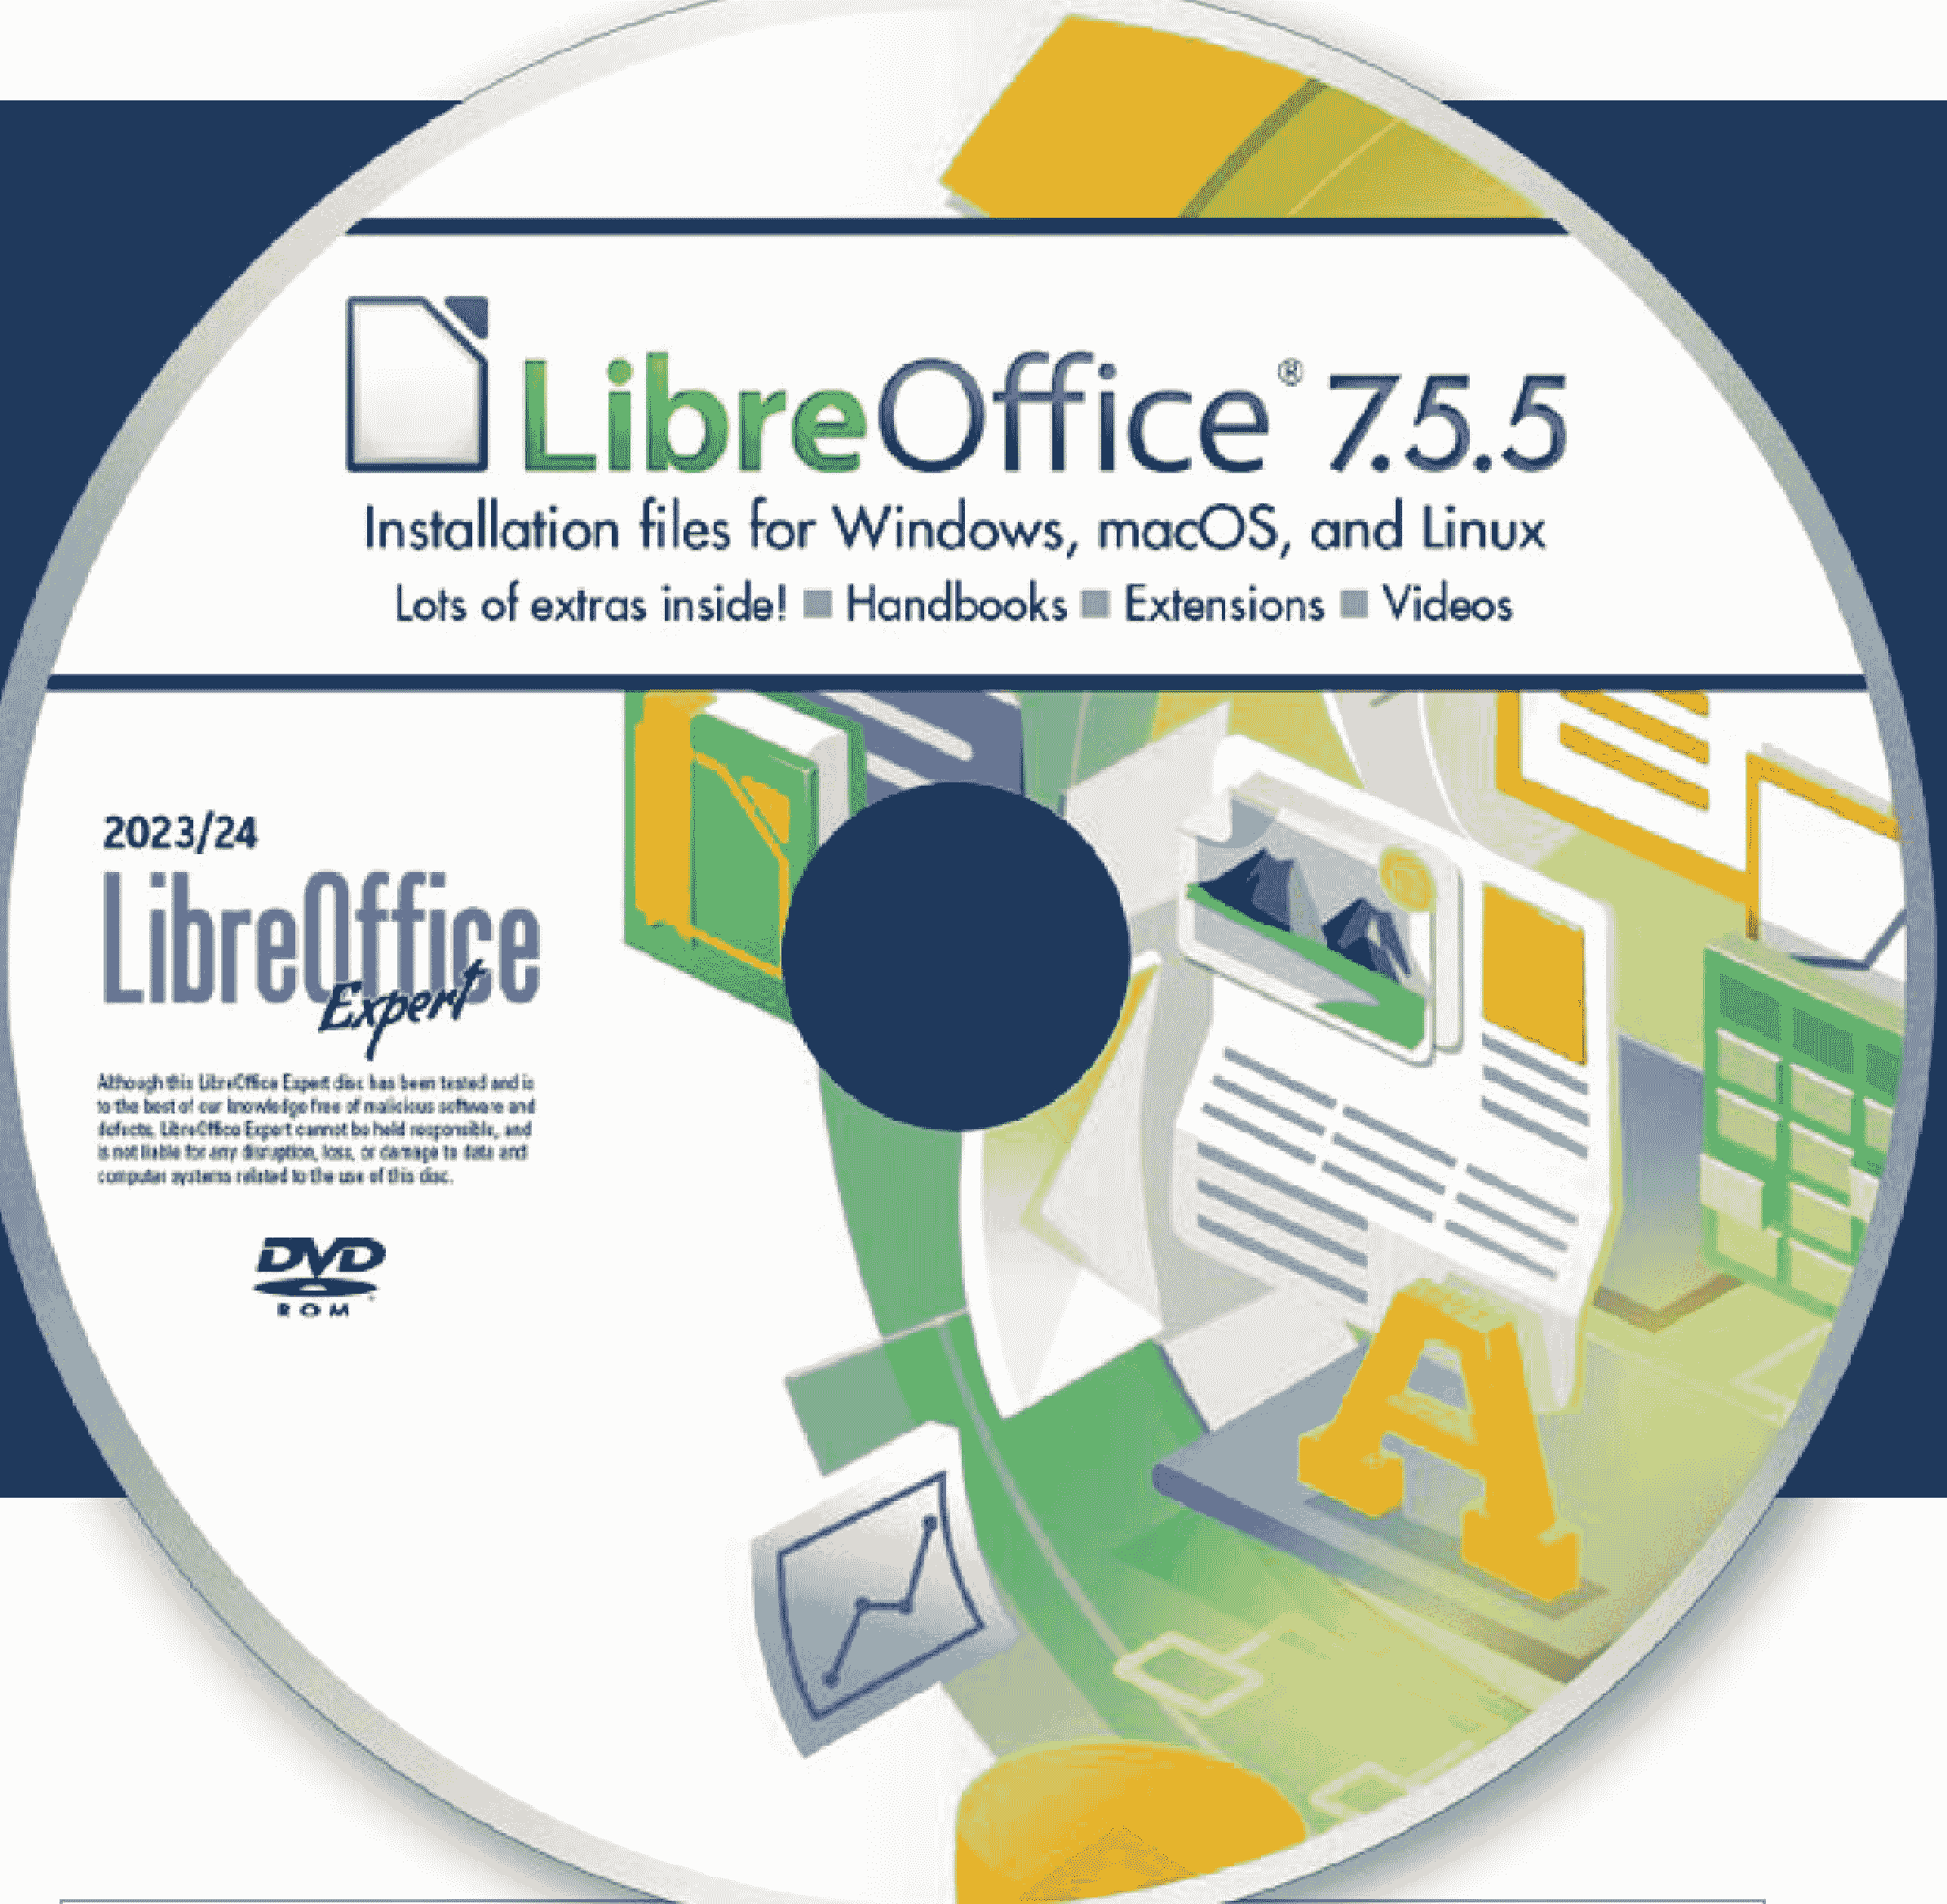 LibreOffice® 7.5.5
Installation files for Windows, macOS, and Linux
Lots of extras inside! ■ Handbooks ■ Extensions ■ Videos
2023/24
LibreOffice
Expert
Although this LibreOffice Expert disc has been tested and is
to the best of our knowledge free of malicious software and
defects, LibreOffice Expert cannot be held responsible, and
is not liable for any disruption, loss, or damage to data and
computer systems related to the use of this disc.
DVD
ROM
A